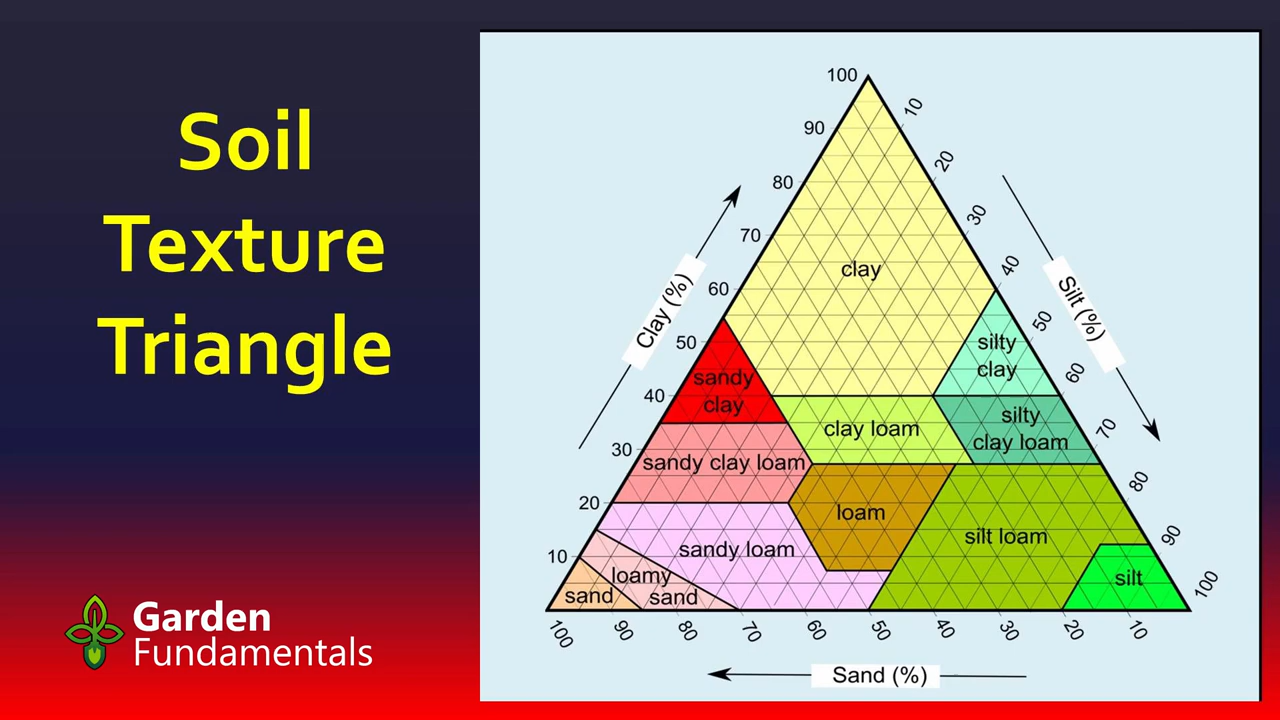 Soil
Texture
Triangle
Garden
Fundamentals
100
90
80
70
60
50
40
30
20
10
Clay (%)
10
20
30
40
50
60
70
80
90
100
Silt (%)
clay
silty
clay
sandy
clay
clay loam
silty
clay loam
sandy clay loam
loam
silt loam
sandy loam
silt
loamy
sand
sand
100
90
80
70
60
50
40
30
20
10
Sand (%)